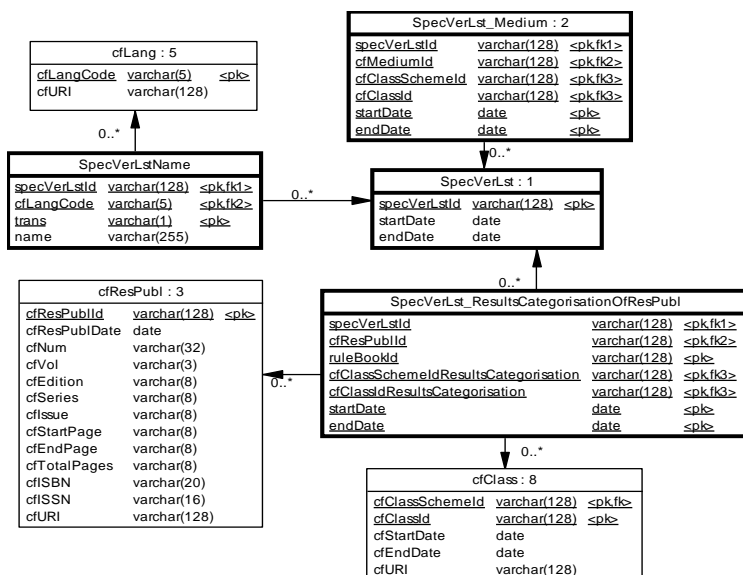 cfLang : 5
cfLangCode varchar(5) <pk>
cfURI varchar(128)
0..*
SpecVerLst_Medium : 2
specVerLstId varchar(128) <pk,fk1>
cfMediumId varchar(128) <pk,fk2>
cfClassSchemeId varchar(128) <pk,fk3>
cfClassId varchar(128) <pk,fk3>
startDate date <pk>
endDate date <pk>
0..*
SpecVerLstName
specVerLstId varchar(128) <pk,fk1>
cfLangCode varchar(5) <pk,fk2>
trans varchar(1) <pk>
name varchar(255)
0..*
SpecVerLst : 1
specVerLstId varchar(128) <pk>
startDate date
endDate date
0..*
cfResPubl : 3
cfResPublId varchar(128) <pk>
cfResPublDate date
cfNum varchar(32)
cfVol varchar(3)
cfEdition varchar(8)
cfSeries varchar(8)
cfIssue varchar(8)
cfStartPage varchar(8)
cfEndPage varchar(8)
cfTotalPages varchar(8)
cfISBN varchar(20)
cfISSN varchar(16)
cfURI varchar(128)
0..*
SpecVerLst_ResultsCategorisationOfResPubl
specVerLstId varchar(128) <pk,fk1>
cfResPublId varchar(128) <pk,fk2>
ruleBookId varchar(128) <pk>
cfClassSchemeIdResultsCategorisation varchar(128) <pk,fk3>
cfClassIdResultsCategorisation varchar(128) <pk,fk3>
startDate date <pk>
endDate date <pk>
0..*
cfClass : 8
cfClassSchemeId varchar(128) <pk,fk>
cfClassId varchar(128) <pk>
cfStartDate date
cfEndDate date
cfURI varchar(128)